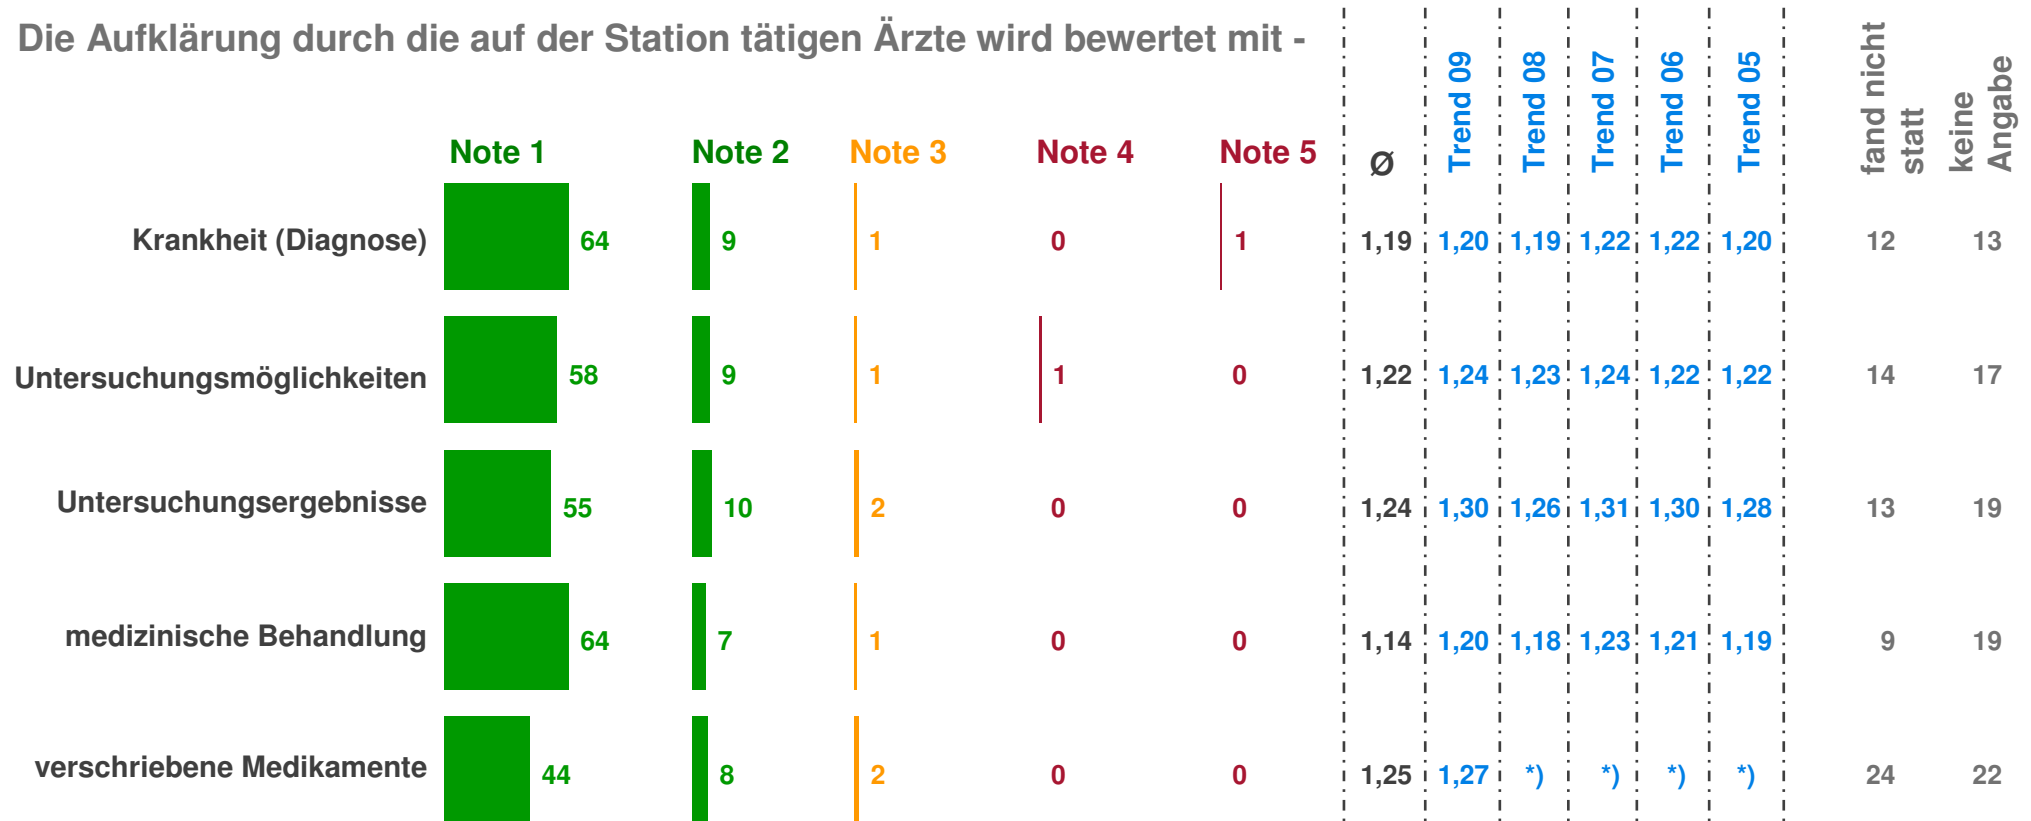 Die Aufklärung durch die auf der Station tätigen Ärzte wird bewertet mit -
Note 1 Note 2 Note 3 Note 4 Note 5 Ø Trend 09 Trend 08 Trend 07 Trend 06 Trend 05 fand nicht statt keine Angabe
Krankheit (Diagnose) 64 9 1 0 1 1,19 1,20 1,19 1,22 1,22 1,20 12 13
Untersuchungsmöglichkeiten 58 9 1 1 0 1,22 1,24 1,23 1,24 1,22 1,22 14 17
Untersuchungsergebnisse 55 10 2 0 0 1,24 1,30 1,26 1,31 1,30 1,28 13 19
medizinische Behandlung 64 7 1 0 0 1,14 1,20 1,18 1,23 1,21 1,19 9 19
verschriebene Medikamente 44 8 2 0 0 1,25 1,27 *) *) *) *) 24 22